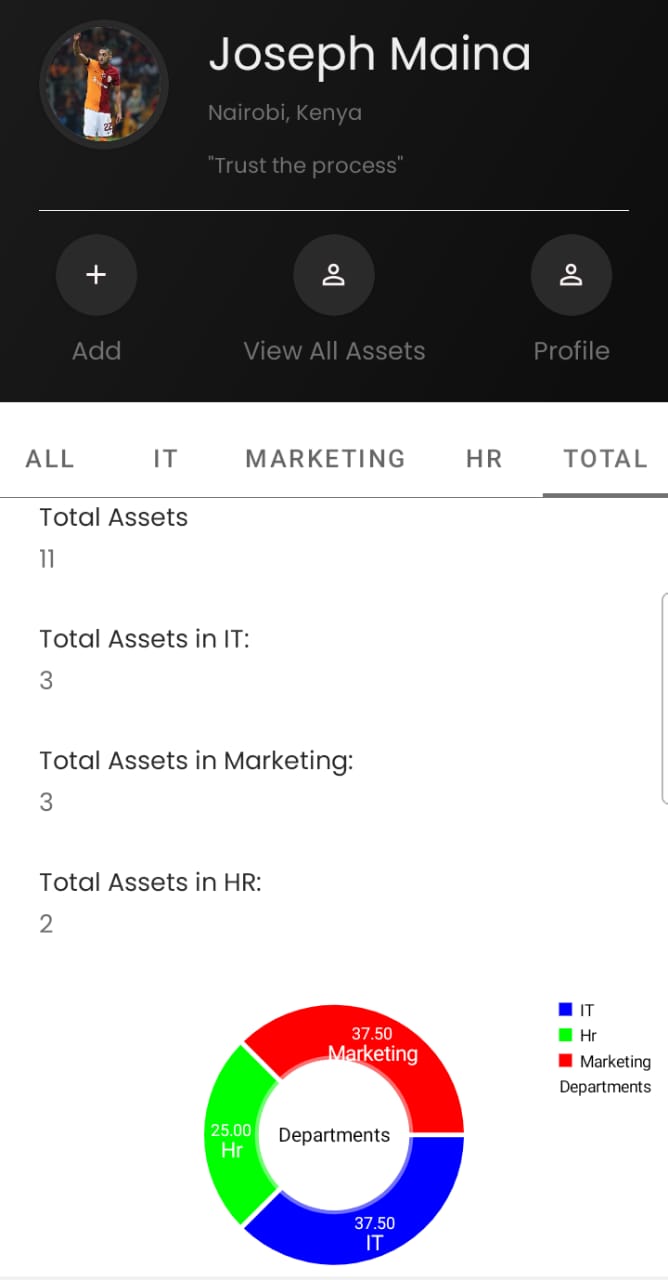 Joseph Maina
Nairobi, Kenya
"Trust the process"
Add
View All Assets
Profile
ALL
IT
MARKETING
HR
TOTAL
Total Assets
11
Total Assets in IT:
3
Total Assets in Marketing:
3
Total Assets in HR:
2
IT
Hr
Marketing
Departments
37.50
Marketing
25.00
Hr
Departments
37.50
IT